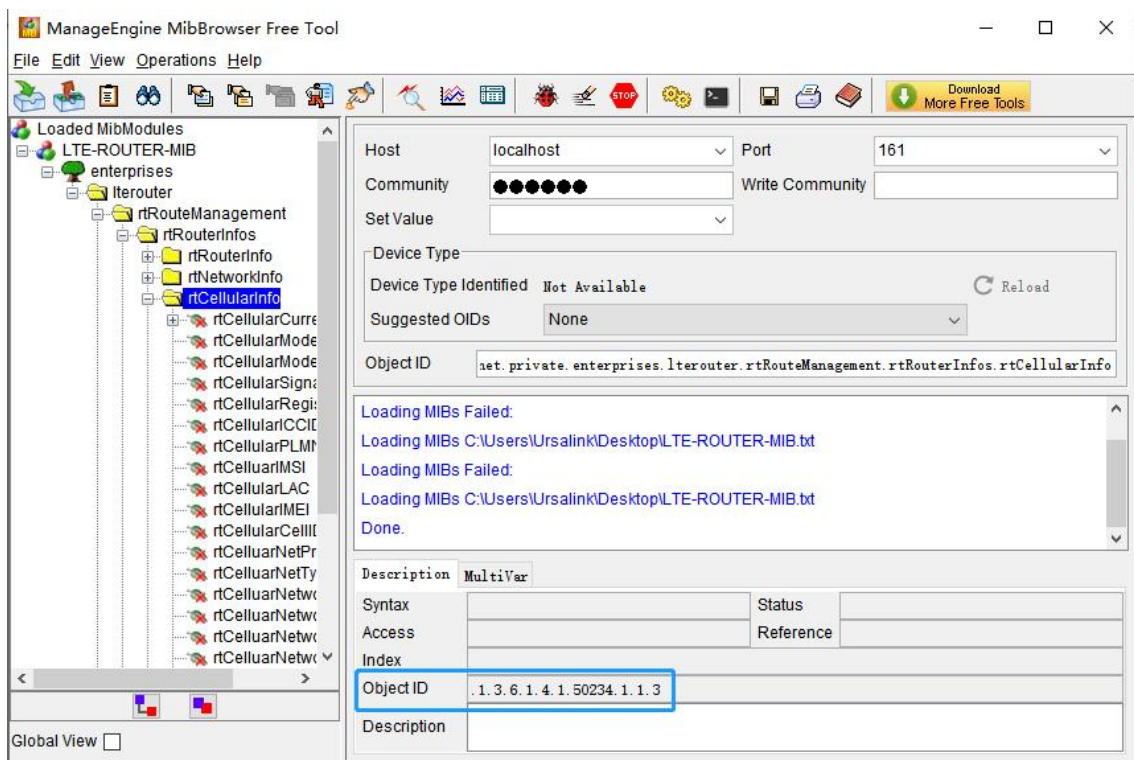 ManageEngine MibBrowser Free Tool
File Edit View Operations Help
STOP
Download
More Free Tools
Loaded MibModules
LTE-ROUTER-MIB
enterprises
lterouter
rtRouteManagement
rtRouterInfos
rtRouterInfo
rtNetworkInfo
rtCellularInfo
rtCellularCurre
rtCellularMode
rtCellularMode
rtCellularSigna
rtCellularRegi
rtCellularICCID
rtCellularPLMN
rtCelluarIMSI
rtCellularLAC
rtCellularIMEI
rtCellularCellID
rtCelluarNetPr
rtCelluarNetTy
rtCelluarNetwo
rtCelluarNetwo
rtCelluarNetwo
rtCelluarNetwo
Global View
Host localhost Port 161
Community ●●●●●● Write Community
Set Value
Device Type
Device Type Identified Not Available Reload
Suggested OIDs None
Object ID net.private.enterprises.lterouter.rtRouteManagement.rtRouterInfos.rtCellularInfo
Loading MIBs Failed:
Loading MIBs C:\Users\Ursalink\Desktop\LTE-ROUTER-MIB.txt
Loading MIBs Failed:
Loading MIBs C:\Users\Ursalink\Desktop\LTE-ROUTER-MIB.txt
Done.
Description MultiVar
Syntax Status
Access Reference
Index
Object ID .1.3.6.1.4.1.50234.1.1.3
Description